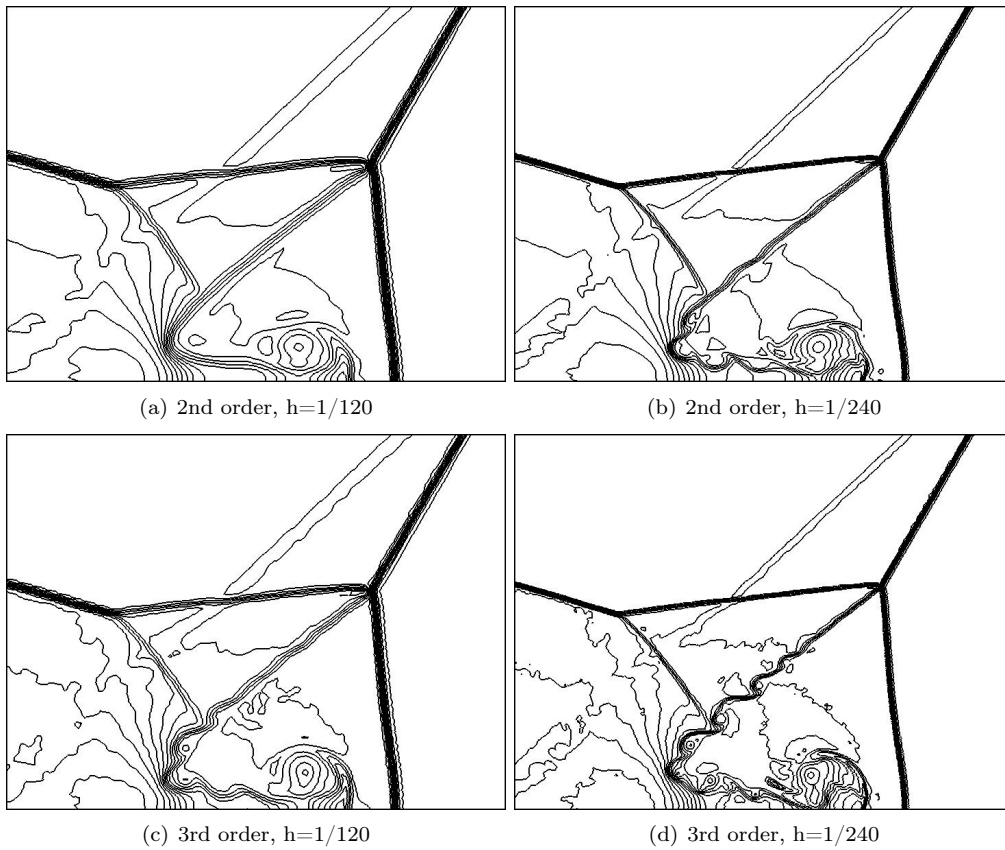 (a) 2nd order, h=1/120
(b) 2nd order, h=1/240
(c) 3rd order, h=1/120
(d) 3rd order, h=1/240